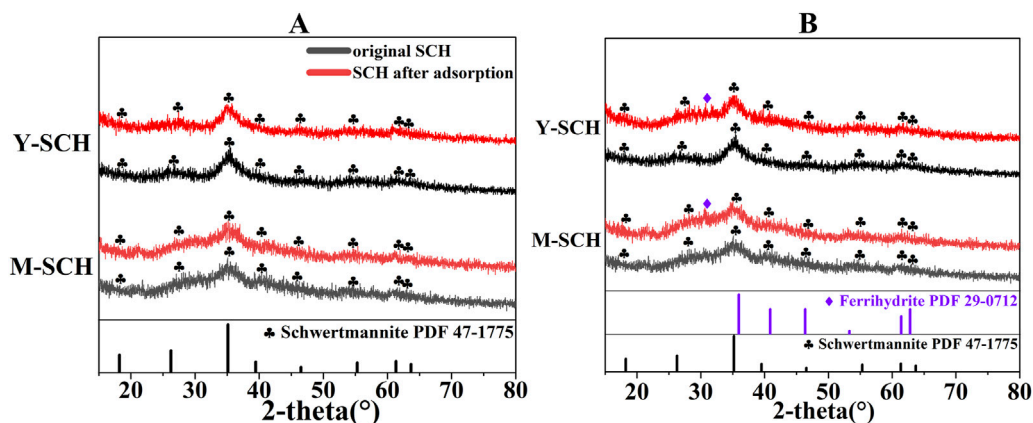 A
original SCH
SCH after adsorption
Y-SCH
M-SCH
♣ Schwertmannite PDF 47-1775
20 30 40 50 60 70 80
2-theta(°)
B
Y-SCH
M-SCH
♦ Ferrihydrite PDF 29-0712
♣ Schwertmannite PDF 47-1775
20 30 40 50 60 70 80
2-theta(°)